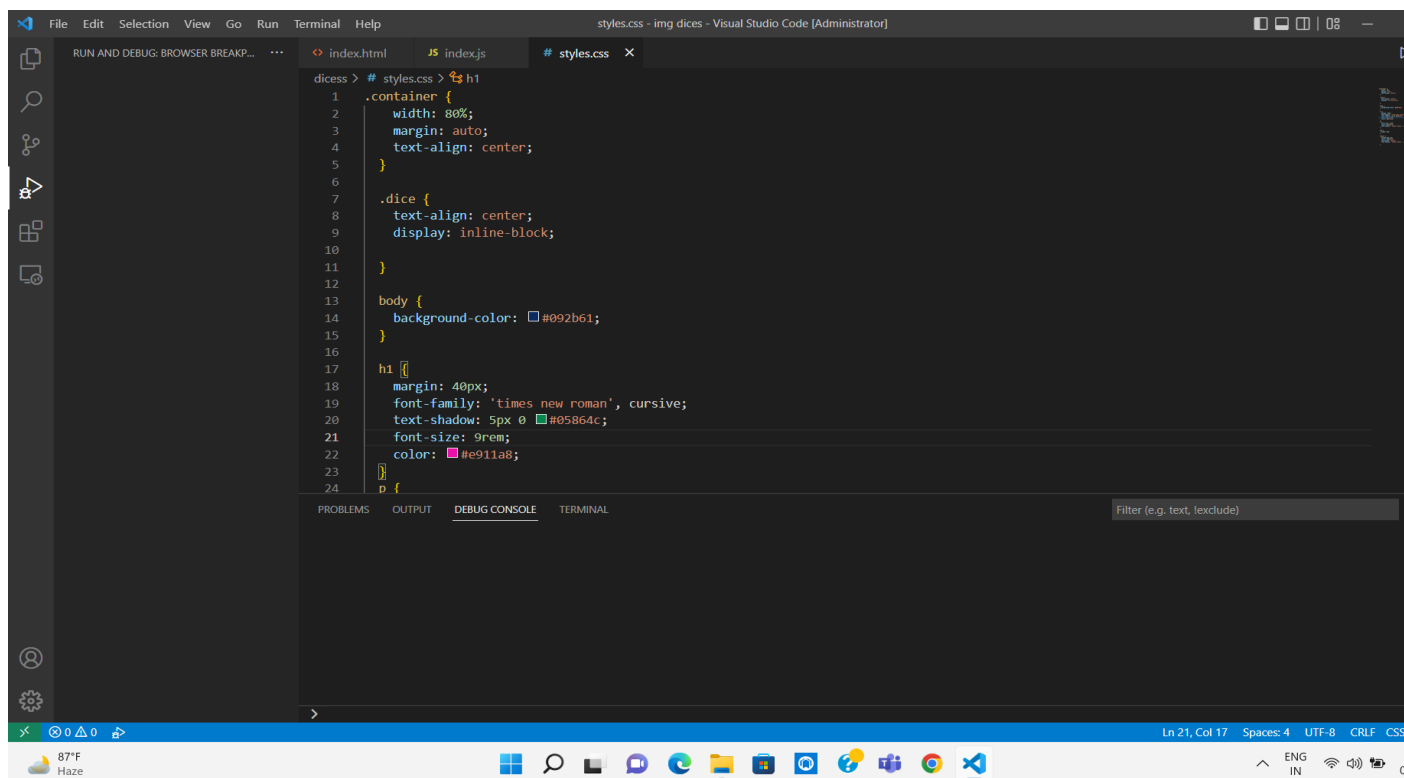 File Edit Selection View Go Run Terminal Help
styles.css - img dices - Visual Studio Code [Administrator]
RUN AND DEBUG: BROWSER BREAKP... ···
index.html
JS index.js
# styles.css
dicess > # styles.css > h1
1 .container {
2 width: 80%;
3 margin: auto;
4 text-align: center;
5 }
6
7 .dice {
8 text-align: center;
9 display: inline-block;
10
11 }
12
13 body {
14 background-color: #092b61;
15 }
16
17 h1 {
18 margin: 40px;
19 font-family: 'times new roman', cursive;
20 text-shadow: 5px 0 #05864c;
21 font-size: 9rem;
22 color: #e911a8;
23 }
24 p {
PROBLEMS OUTPUT DEBUG CONSOLE TERMINAL
Filter (e.g. text, !exclude)
>
0 0
Ln 21, Col 17 Spaces: 4 UTF-8 CRLF CSS
87°F
Haze
ENG
IN